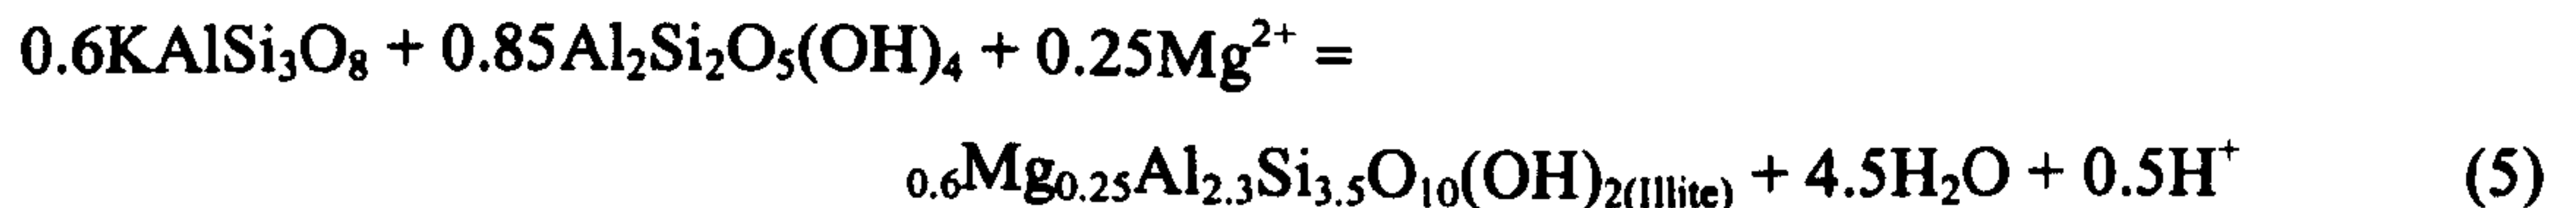 0.6KAlSi₃O₈ + 0.85Al₂Si₂O₅(OH)₄ + 0.25Mg²⁺ =
₀.₆Mg₀.₂₅Al₂.₃Si₃.₅O₁₀(OH)₂₍Illite₎ + 4.5H₂O + 0.5H⁺ (5)